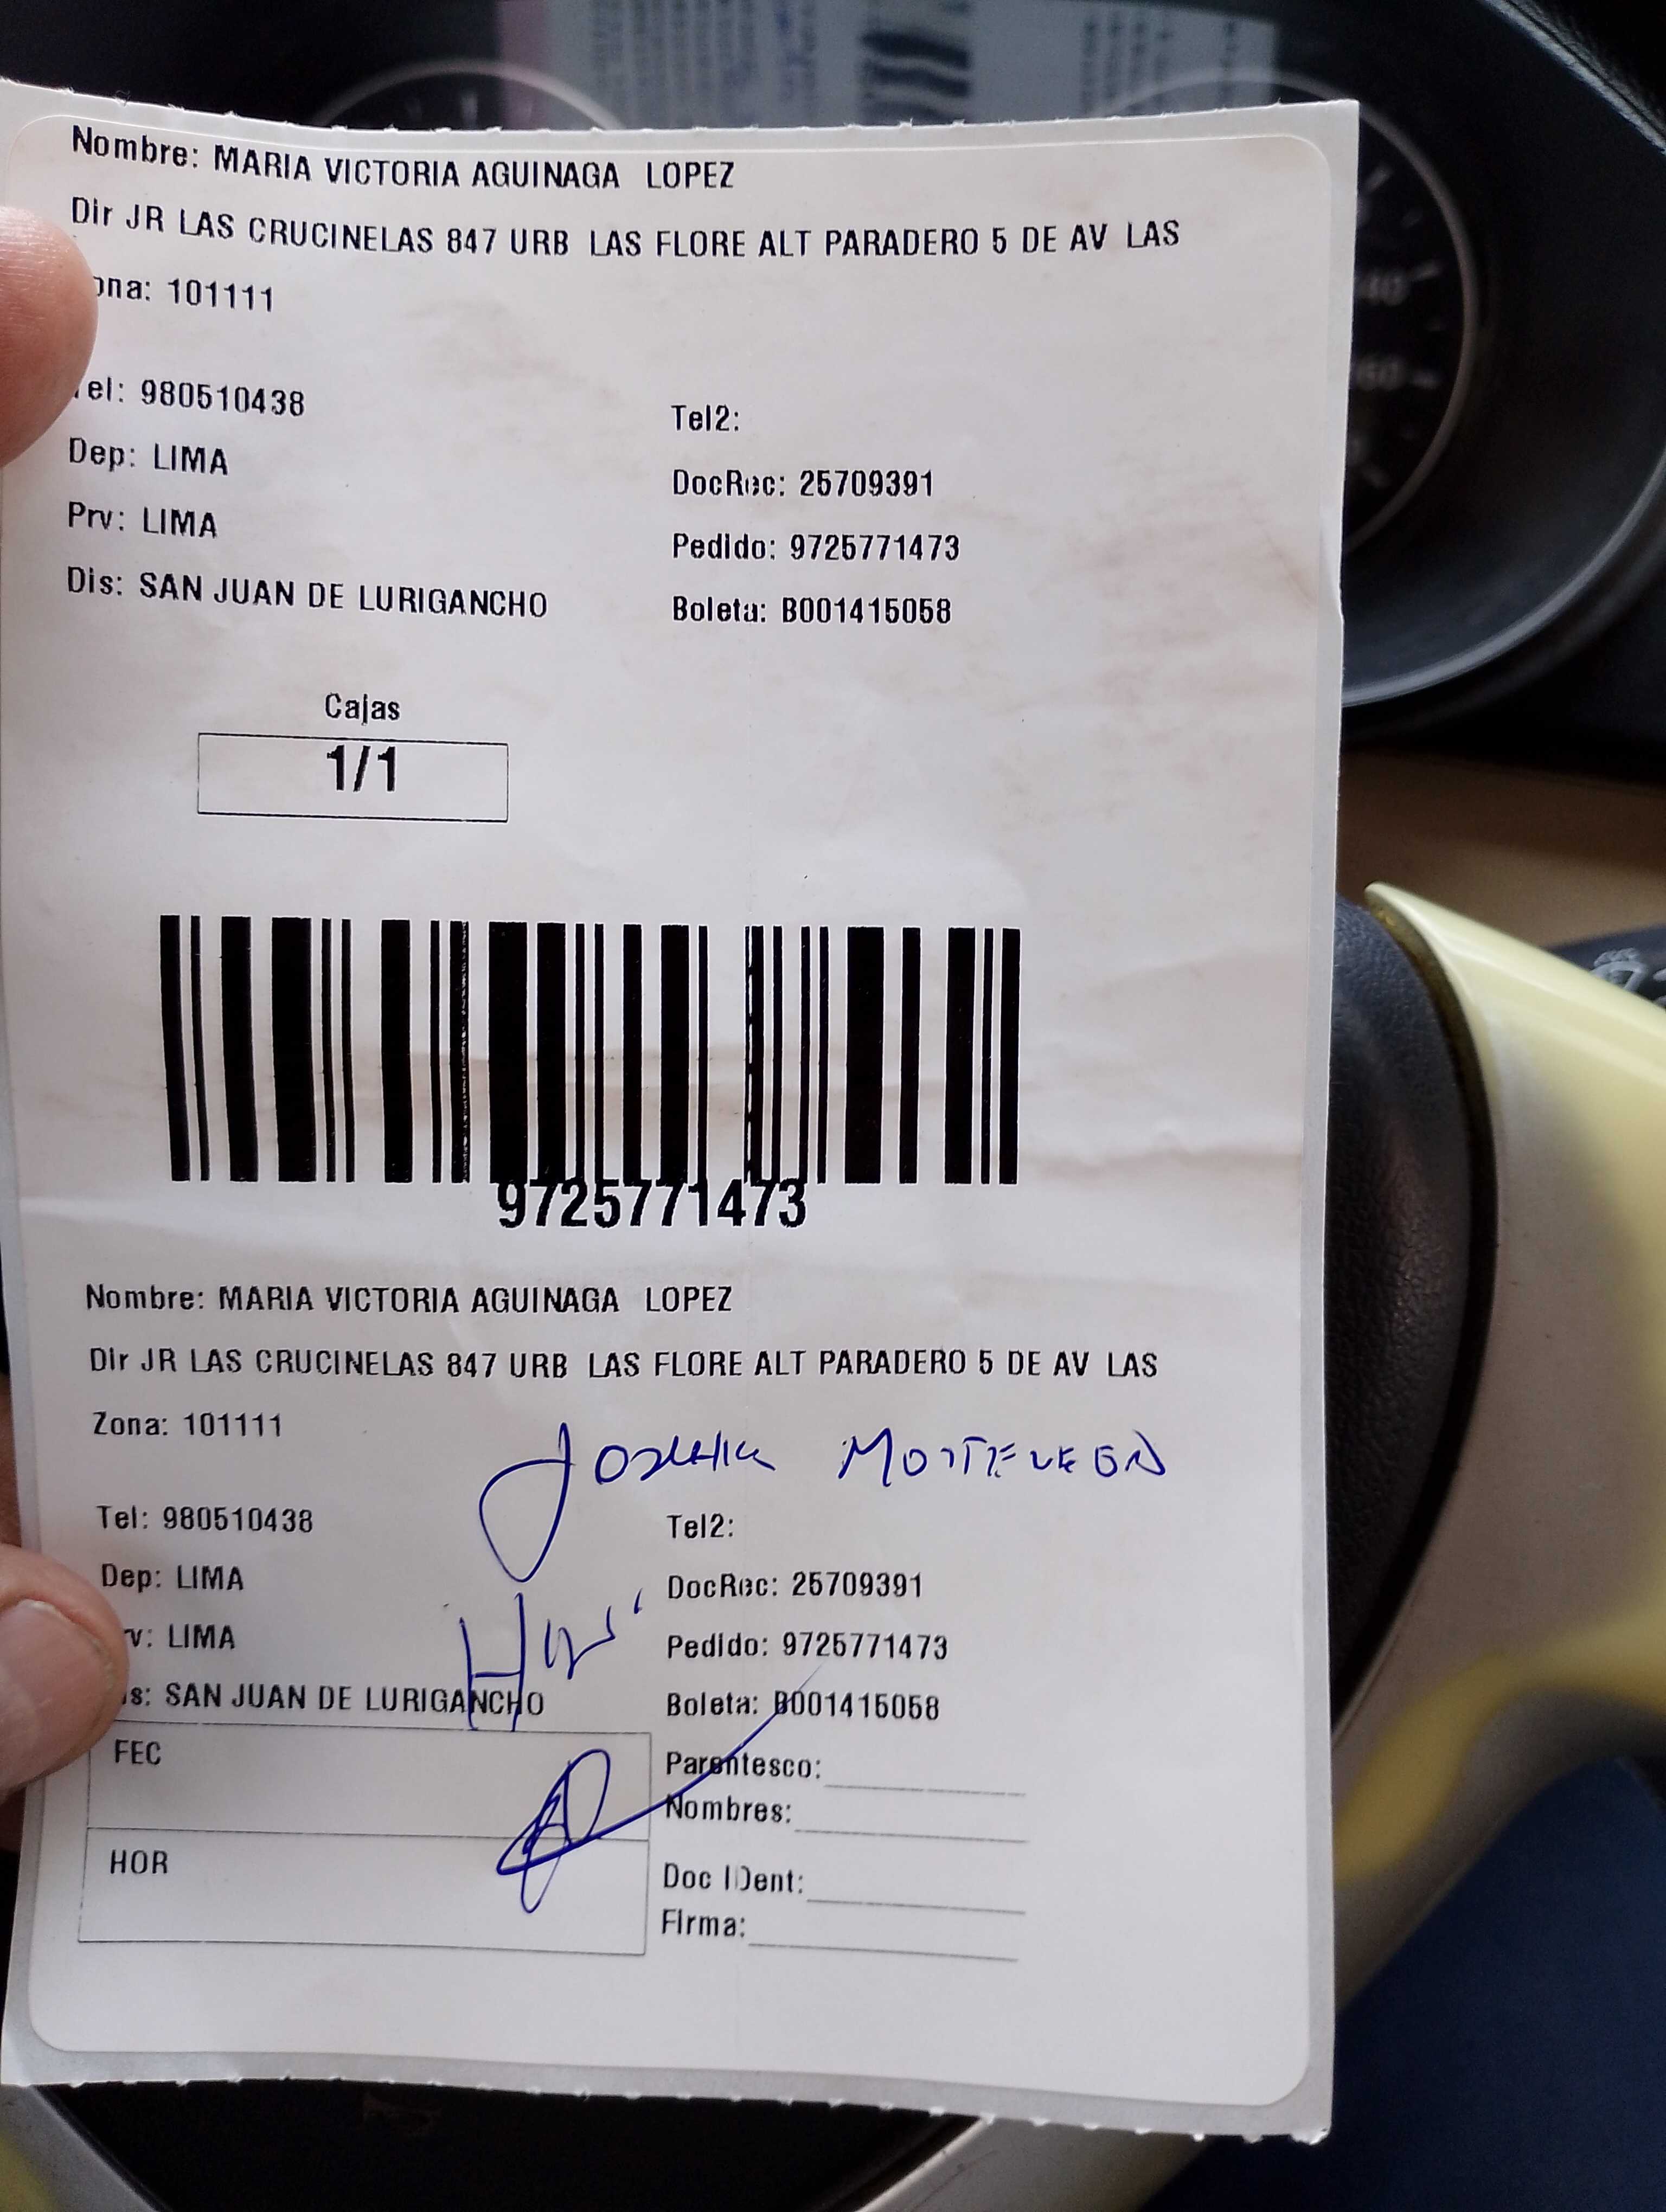 Nombre: MARIA VICTORIA AGUINAGA LOPEZ
Dir JR LAS CRUCINELAS 847 URB LAS FLORE ALT PARADERO 5 DE AV LAS
ona: 101111
el: 980510438
Tel2:
Dep: LIMA
DocRec: 25709391
Prv: LIMA
Pedido: 9725771473
Dis: SAN JUAN DE LURIGANCHO
Boleta: B001415058
Cajas
1/1
9725771473
Nombre: MARIA VICTORIA AGUINAGA LOPEZ
Dir JR LAS CRUCINELAS 847 URB LAS FLORE ALT PARADERO 5 DE AV LAS
Zona: 101111
Tel: 980510438
Tel2:
Dep: LIMA
DocRec: 25709391
v: LIMA
Pedido: 9725771473
s: SAN JUAN DE LURIGANCHO
Boleta: B001415058
FEC
Parentesco:
Nombres:
HOR
Doc IDent:
Firma: